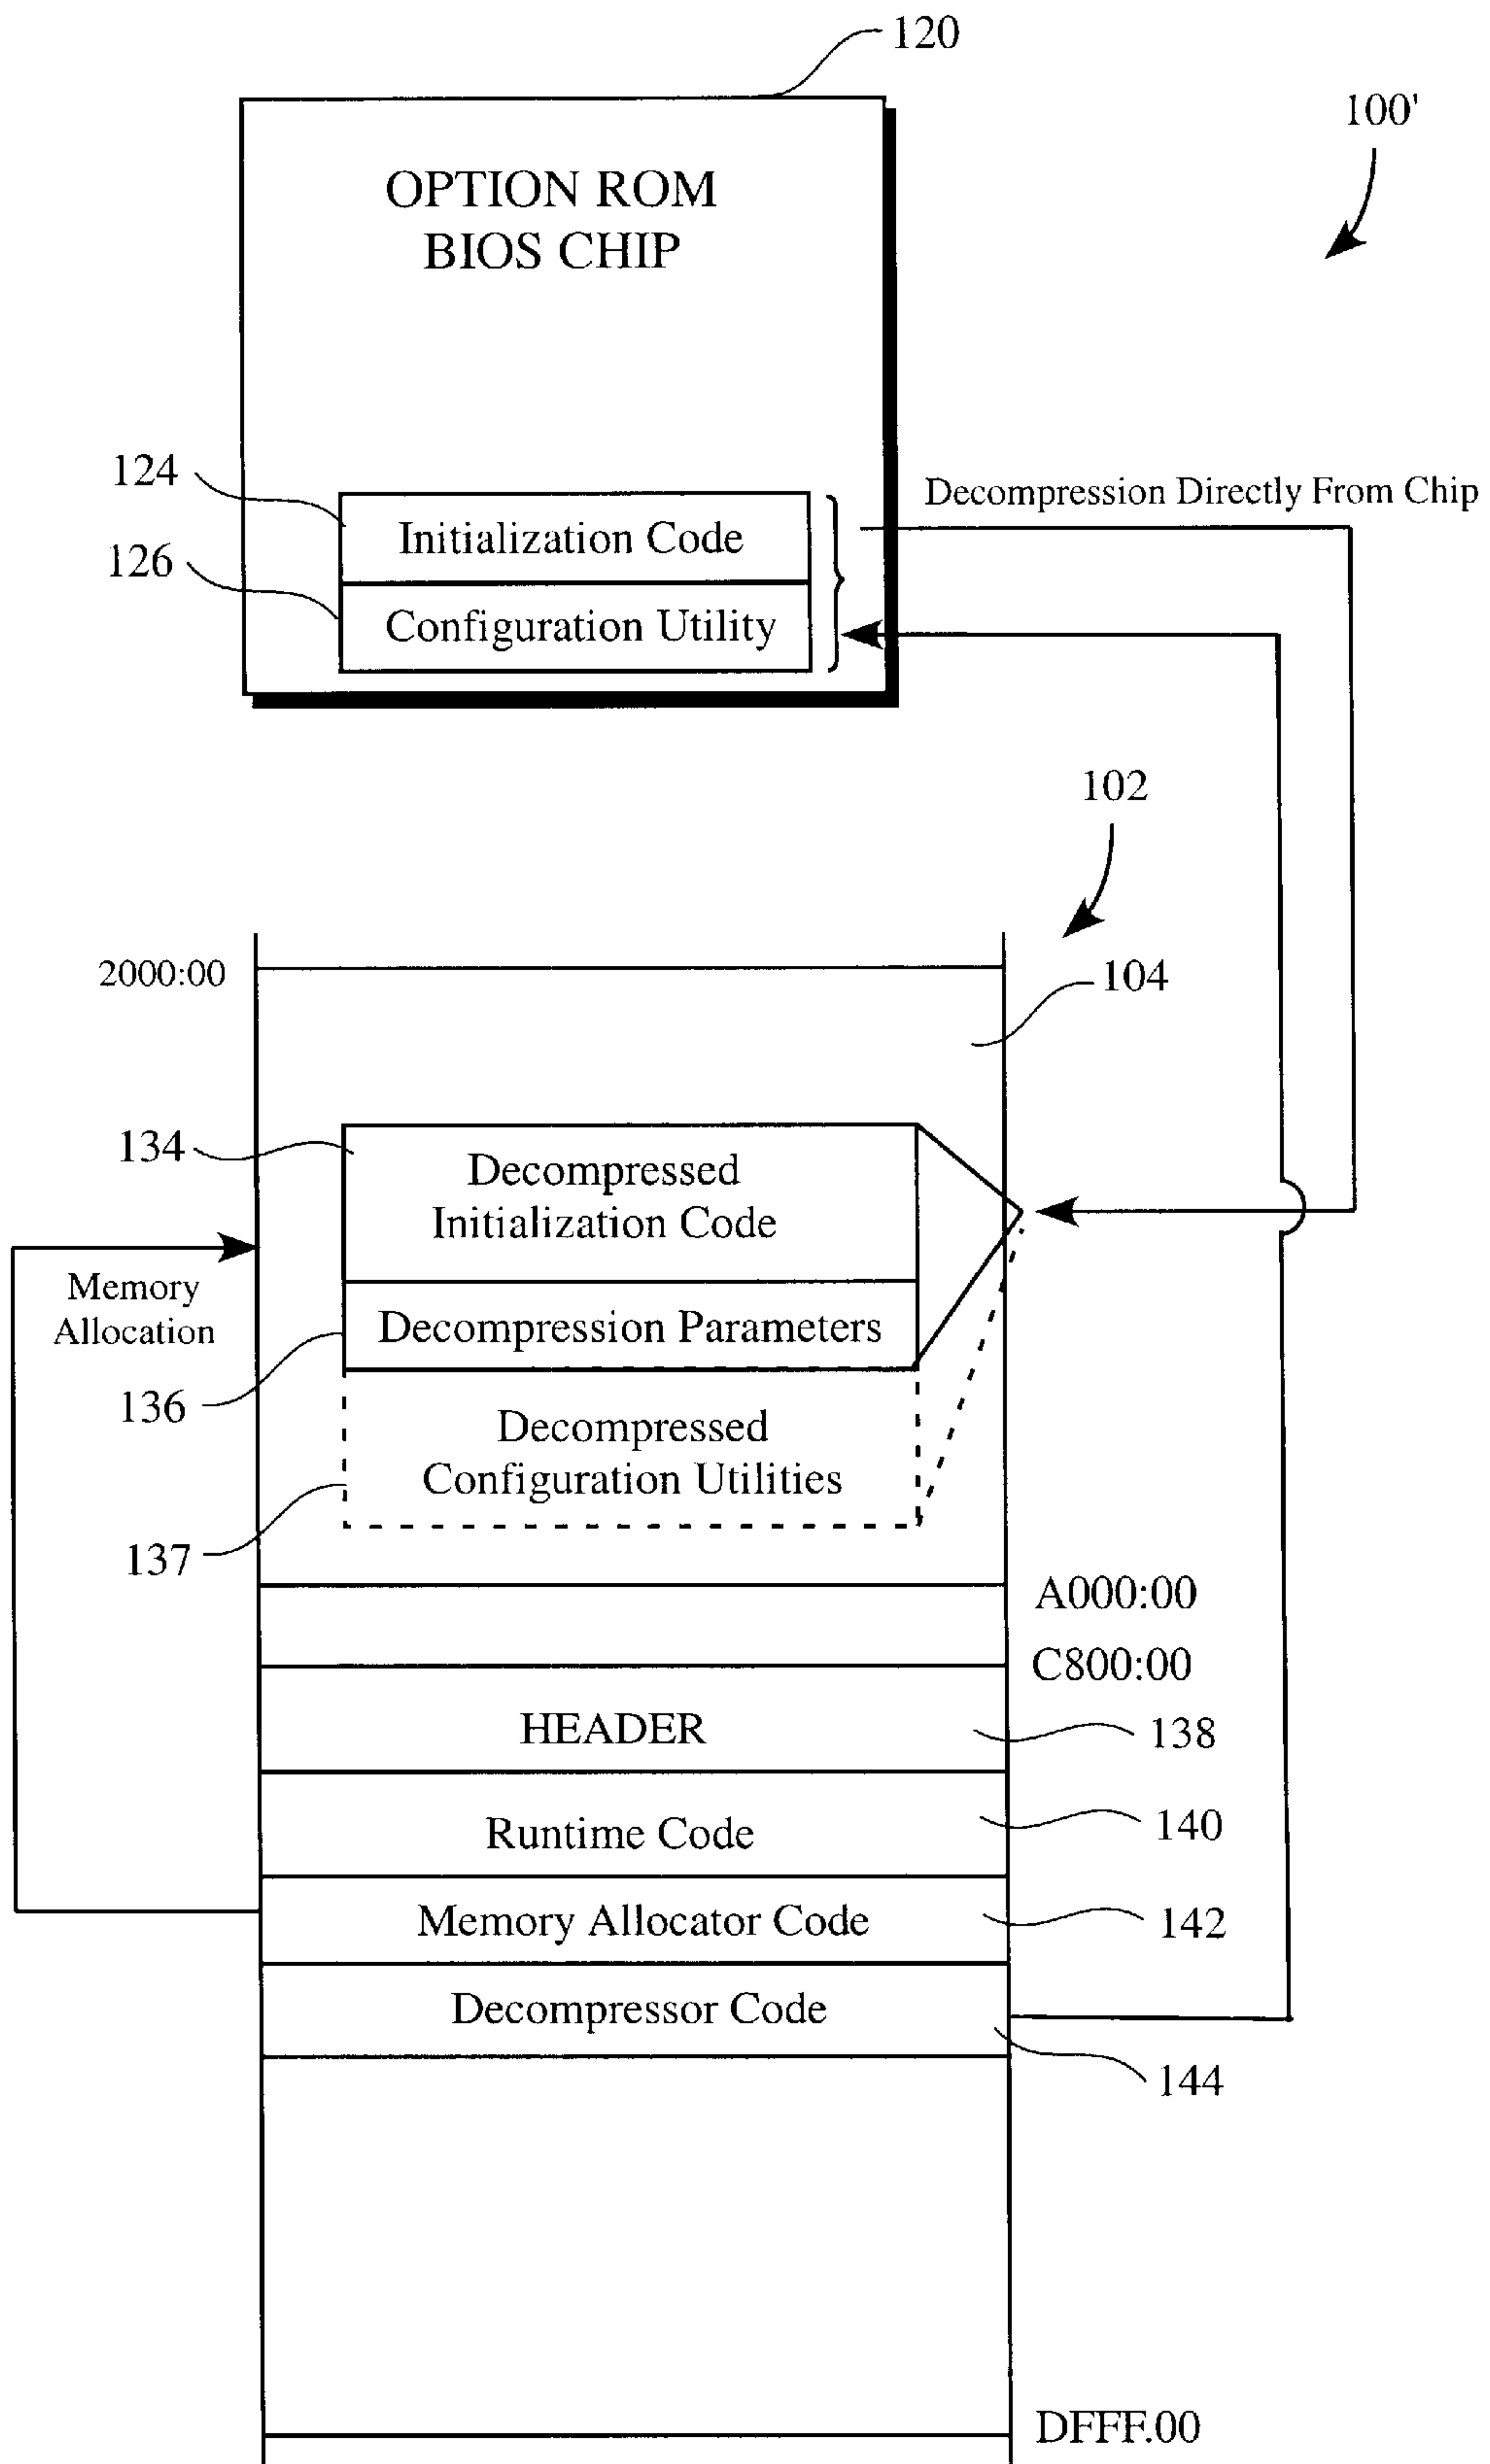 120
100'
OPTION ROM
BIOS CHIP
124
Decompression Directly From Chip
Initialization Code
126
Configuration Utility
102
2000:00
104
134
Decompressed
Initialization Code
Memory
Allocation
Decompression Parameters
136
Decompressed
Configuration Utilities
137
A000:00
C800:00
HEADER
138
Runtime Code
140
Memory Allocator Code
142
Decompressor Code
144
DFFF.00